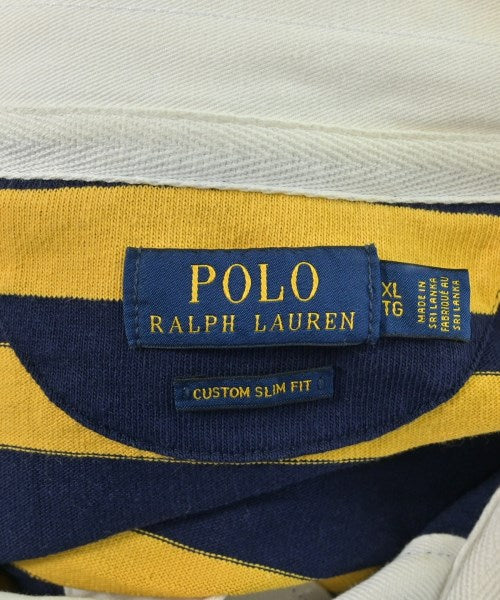 POLO
RALPH LAUREN
XL
TG
MADE IN
SRI LANKA
FABRIQUÉ AU
SRI LANKA
CUSTOM SLIM FIT